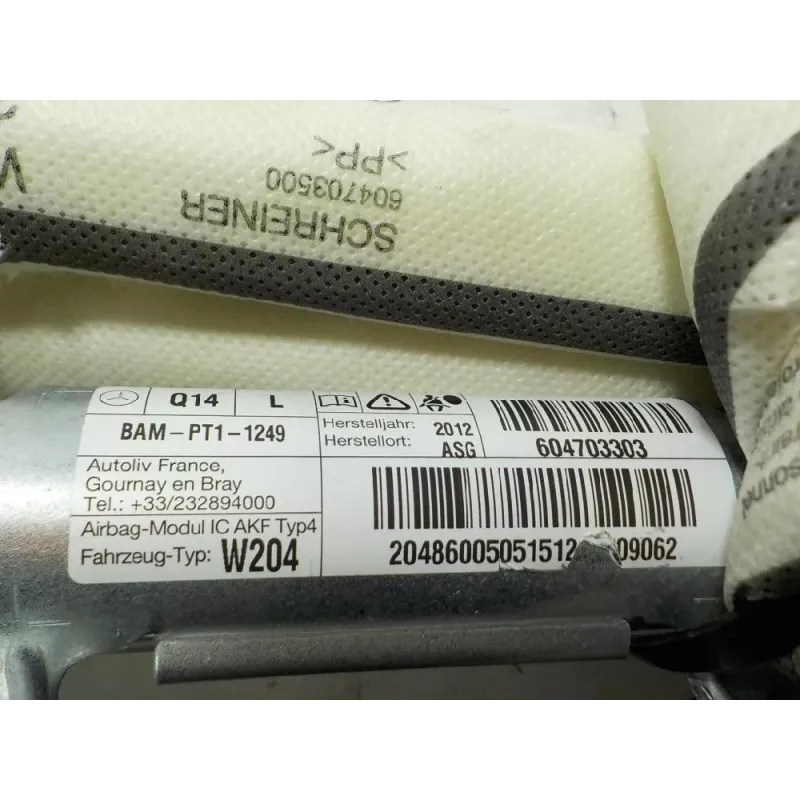 >PP<
604703500
SCHREINER
Q14 L
BAM-PT1-1249
Autoliv France,
Gournay en Bray
Tel.: +33/232894000
Airbag-Modul IC AKF Typ4
Fahrzeug-Typ: W204
Herstelljahr: 2012
Herstellort: ASG
604703303